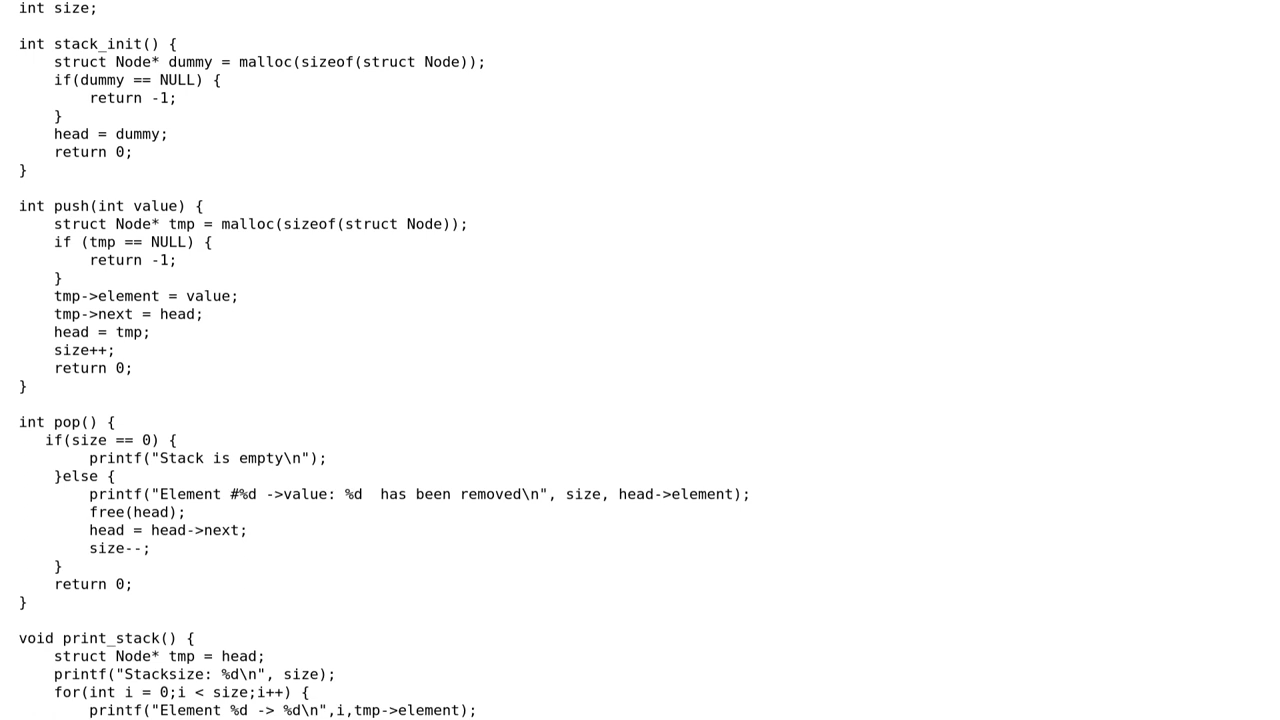 int size;

int stack_init() {
    struct Node* dummy = malloc(sizeof(struct Node));
    if(dummy == NULL) {
        return -1;
    }
    head = dummy;
    return 0;
}

int push(int value) {
    struct Node* tmp = malloc(sizeof(struct Node));
    if (tmp == NULL) {
        return -1;
    }
    tmp->element = value;
    tmp->next = head;
    head = tmp;
    size++;
    return 0;
}

int pop() {
   if(size == 0) {
        printf("Stack is empty\n");
    }else {
        printf("Element #%d ->value: %d  has been removed\n", size, head->element);
        free(head);
        head = head->next;
        size--;
    }
    return 0;
}

void print_stack() {
    struct Node* tmp = head;
    printf("Stacksize: %d\n", size);
    for(int i = 0;i < size;i++) {
        printf("Element %d -> %d\n",i,tmp->element);